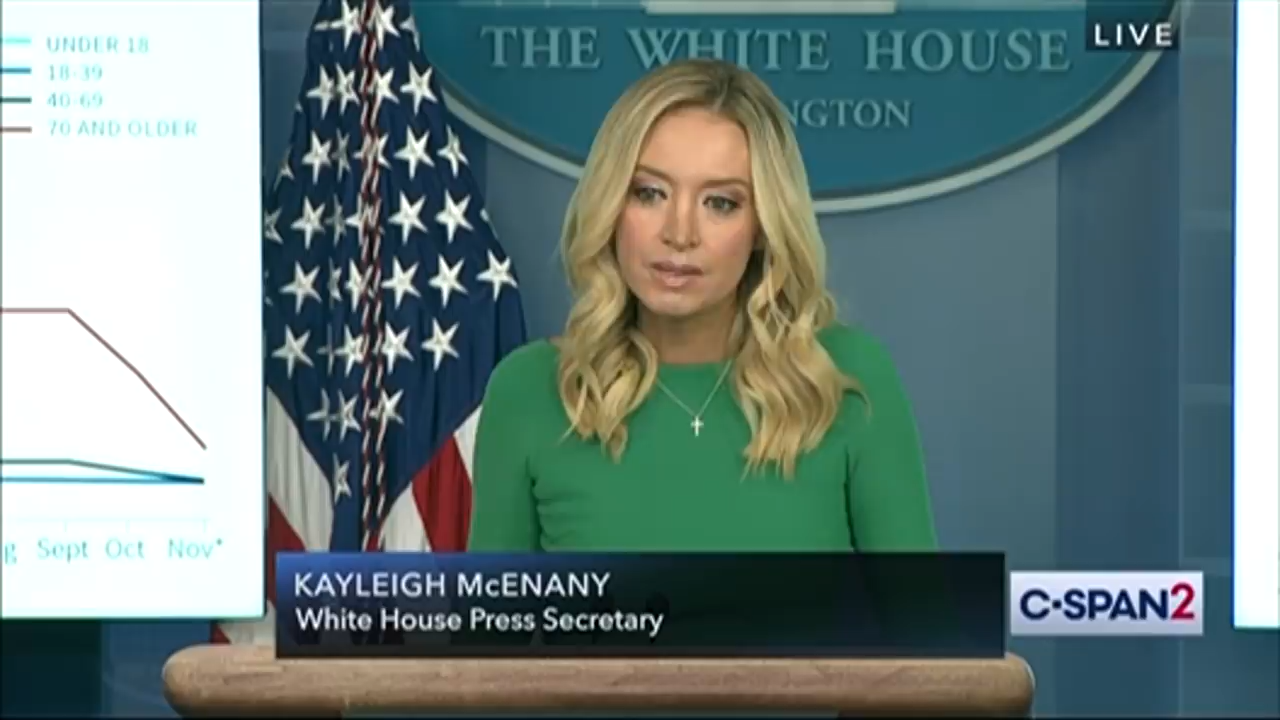 UNDER 18
18-39
40-69
70 AND OLDER
Sept Oct Nov*
THE WHITE HOUSE
NGTON
LIVE
KAYLEIGH McENANY
White House Press Secretary
C-SPAN2